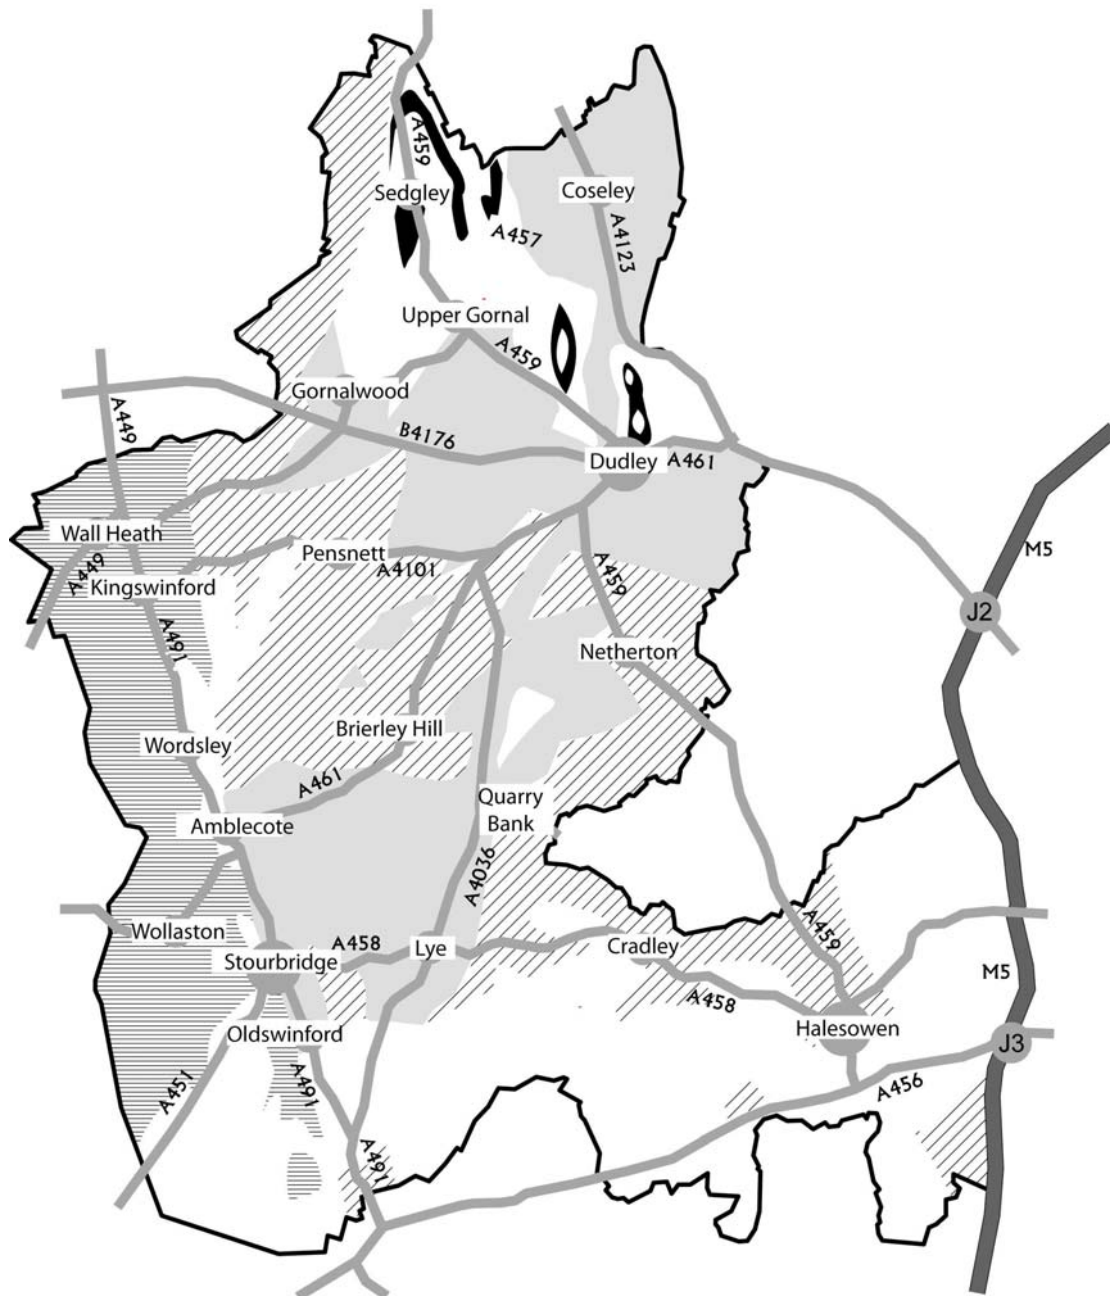 A459
Sedgley
Coseley
A457
A4123
Upper Gornal
A459
Gornalwood
A449
B4176
Dudley
A461
Wall Heath
Pensnett
A4101
M5
A449
Kingswinford
A459
J2
A491
Netherton
Brierley Hill
Wordsley
A461
Quarry
Bank
Amblecote
A4036
Wollaston
A458
Lye
Cradley
A459
Stourbridge
M5
A458
Oldswinford
Halesowen
J3
A451
A491
A456
A491